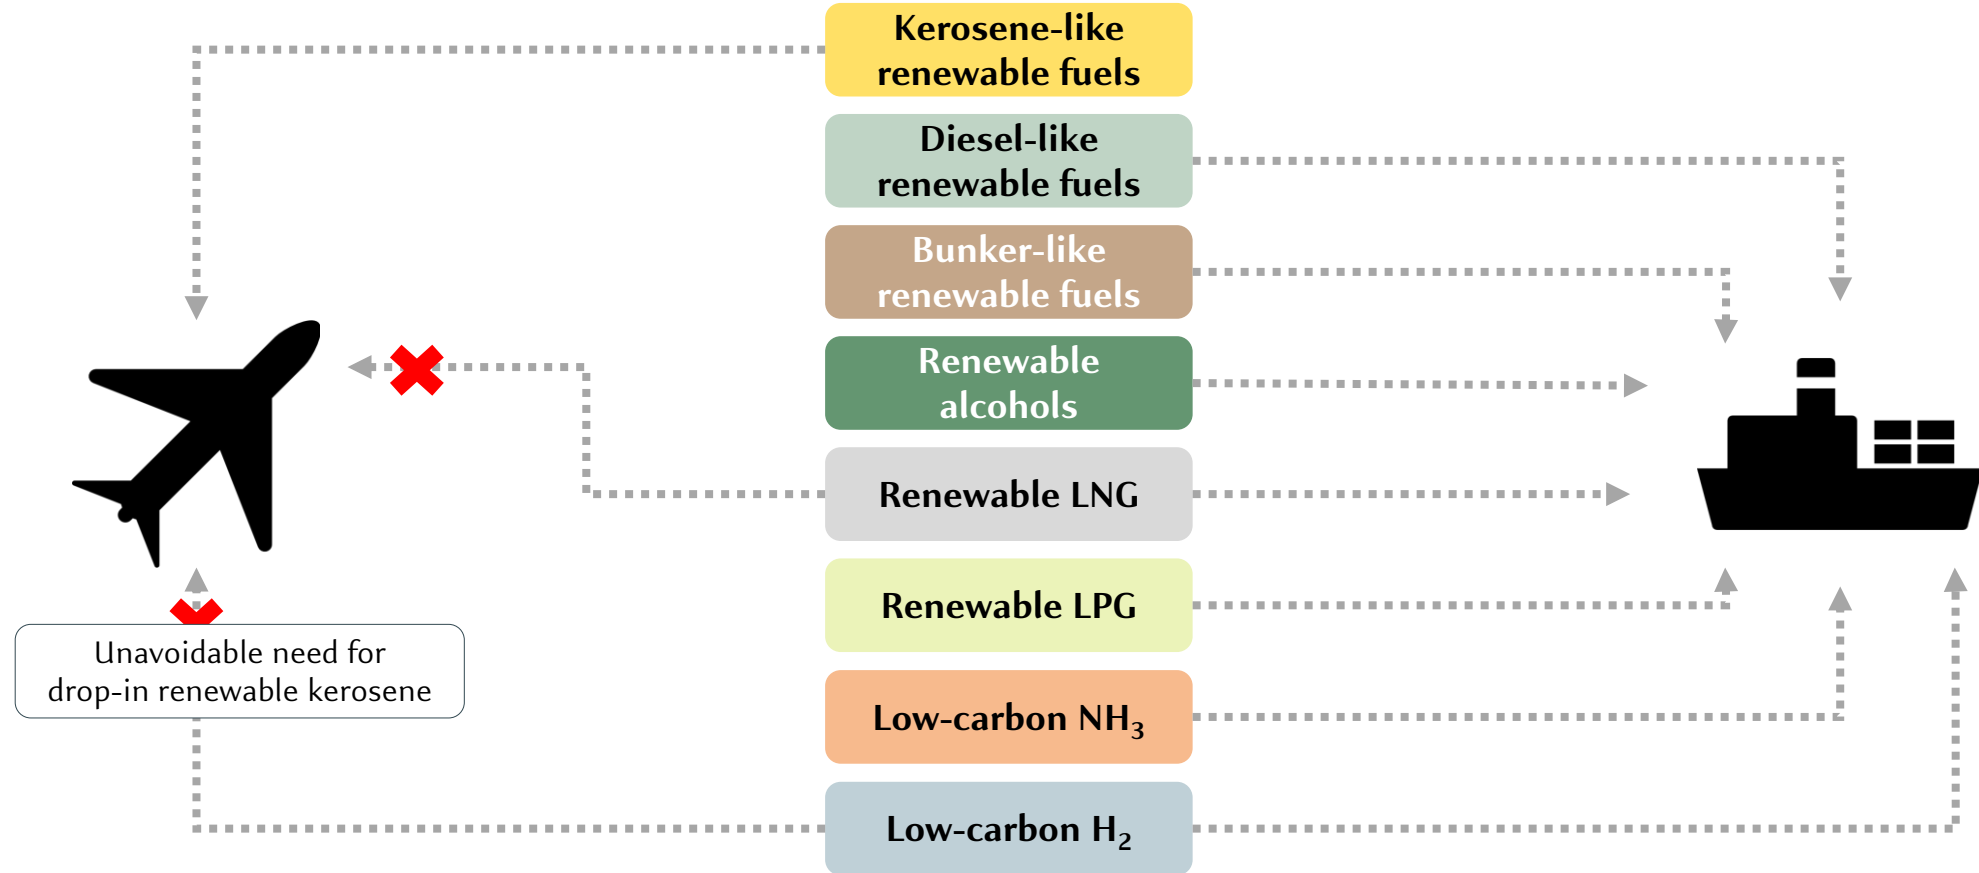 Kerosene-like
renewable fuels
Diesel-like
renewable fuels
Bunker-like
renewable fuels
Renewable
alcohols
Renewable LNG
Renewable LPG
Unavoidable need for
drop-in renewable kerosene
Low-carbon NH₃
Low-carbon H₂